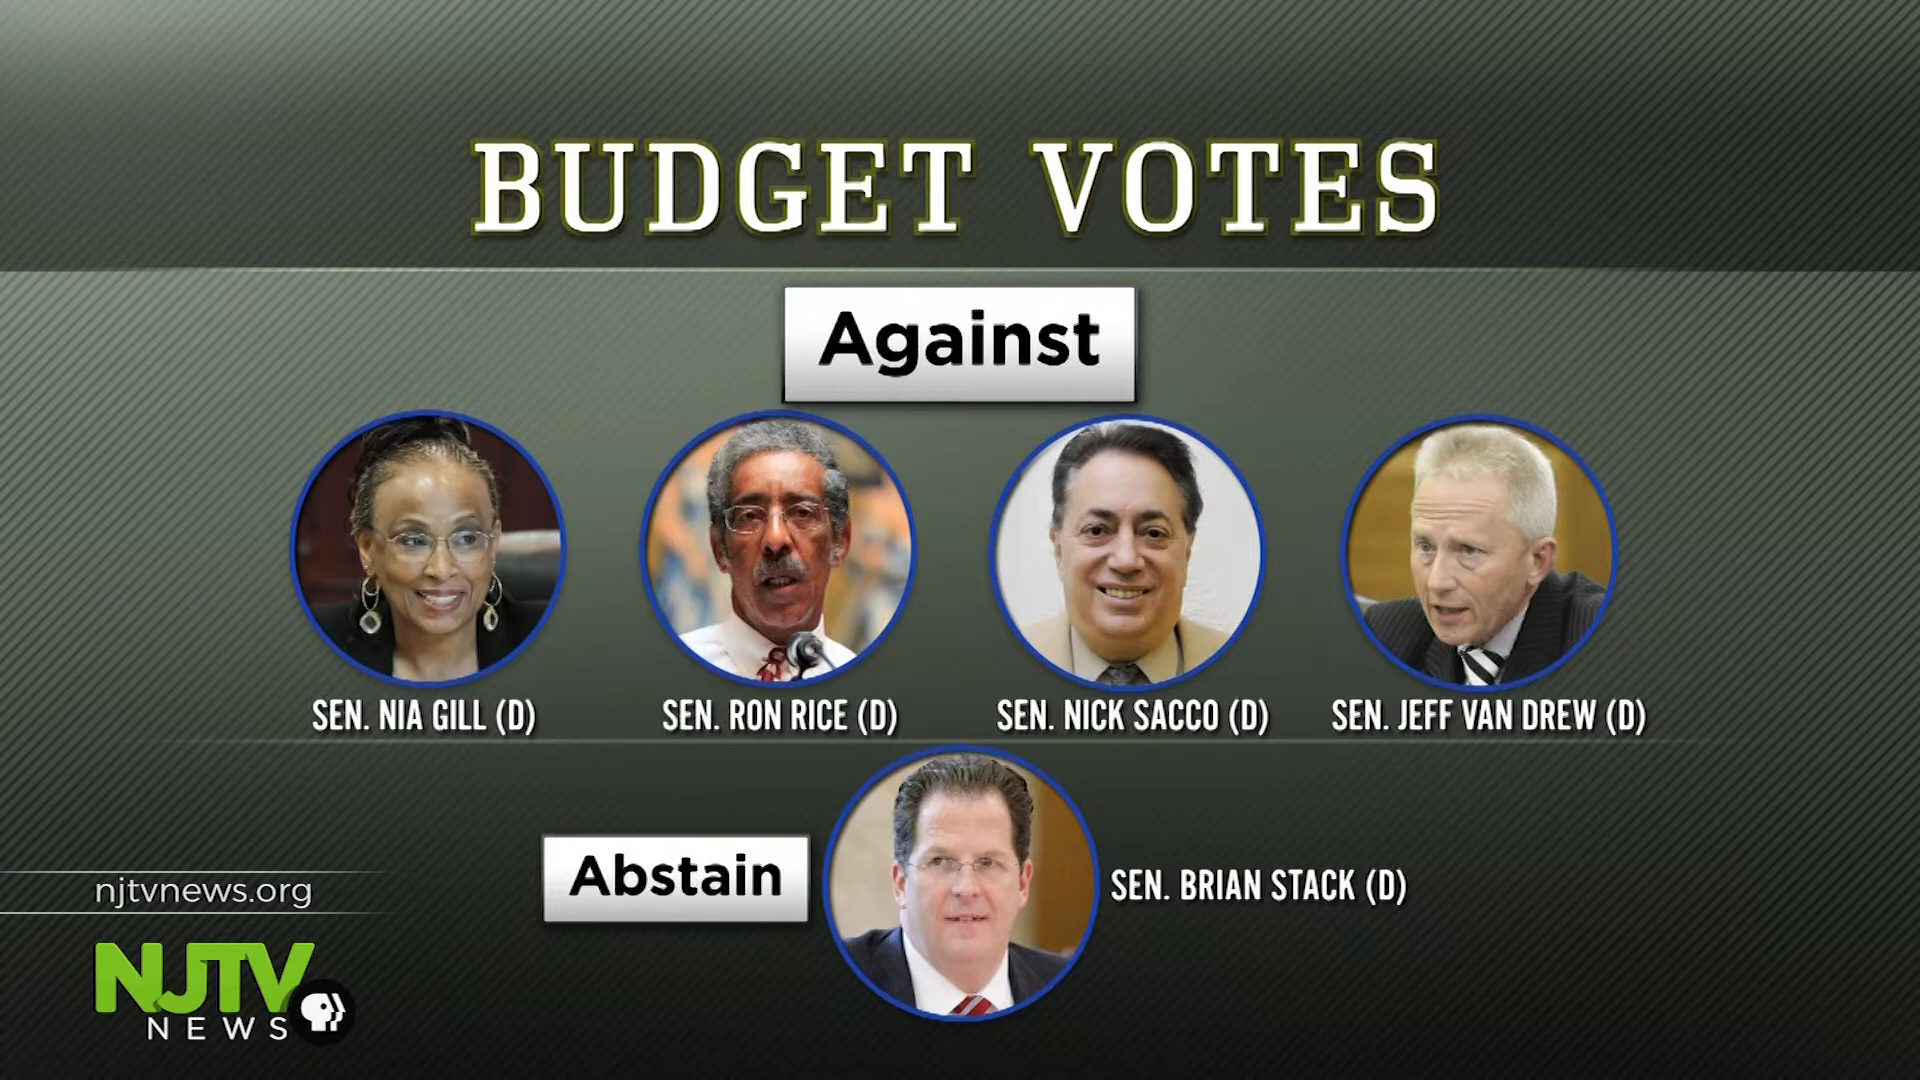 BUDGET VOTES
Against
SEN. NIA GILL (D)
SEN. RON RICE (D)
SEN. NICK SACCO (D)
SEN. JEFF VAN DREW (D)
Abstain
SEN. BRIAN STACK (D)
njtvnews.org
NJTV
NEWS